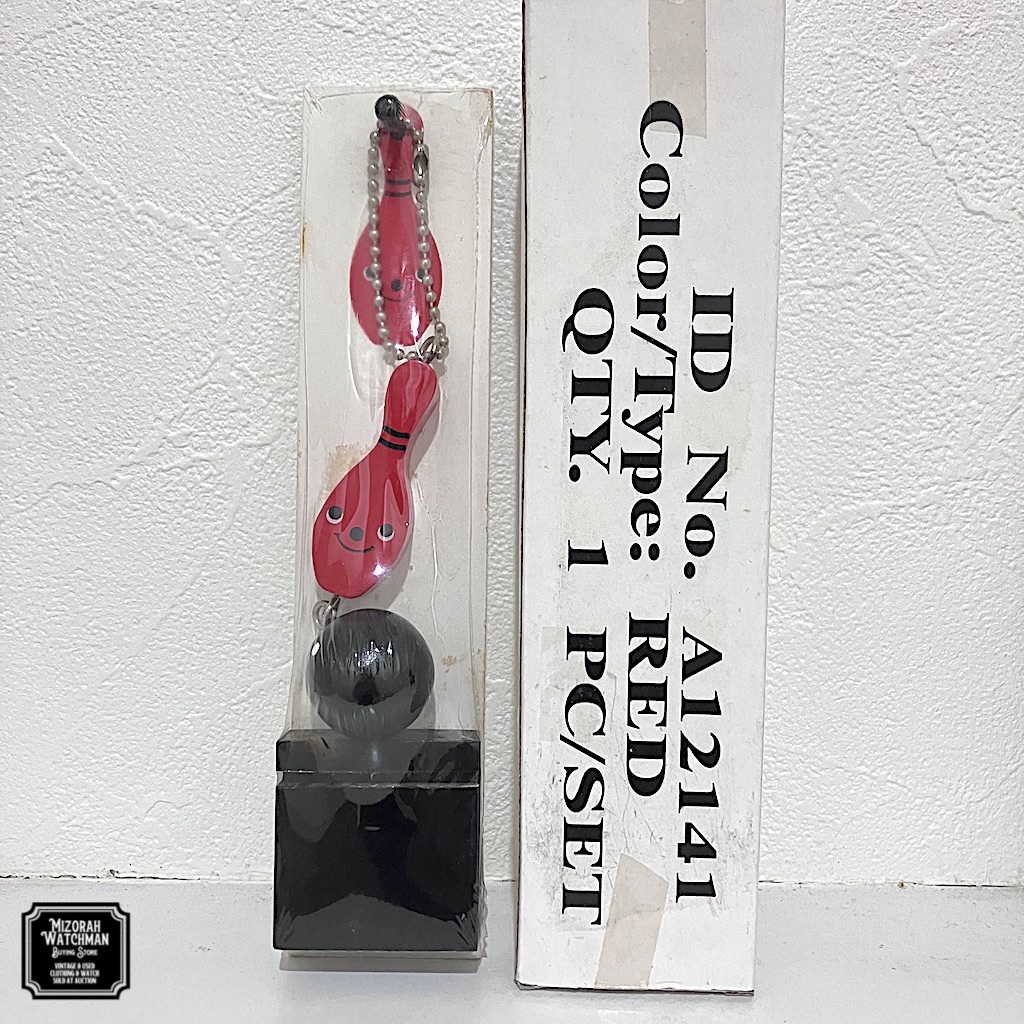 ID No. A112141
Color/Type: RED
QTY. 1 PC/SET
MIZORAH
WATCHMAN
BUYING STORE
VINTAGE & USED
CLOTHING & WATCH
SOLD AT AUCTION